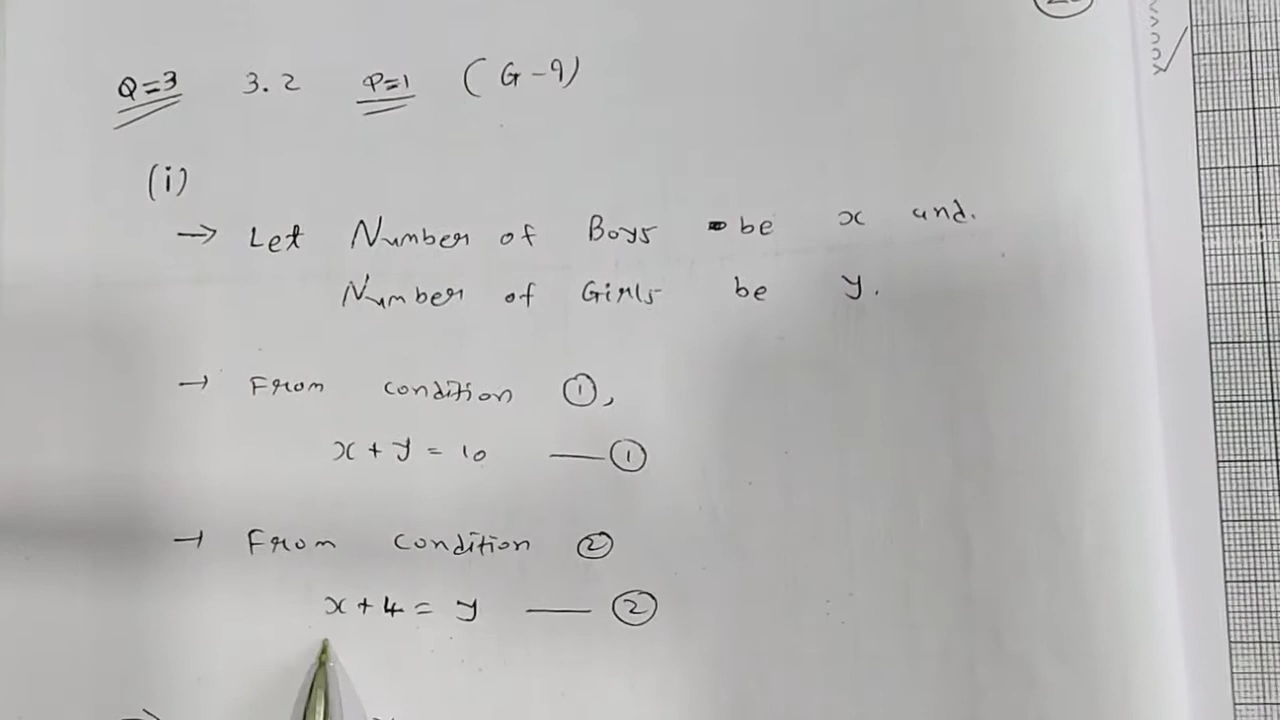 Q=3 3.2 P=1 (G-9)
(i)
→ Let Number of Boys be x and.
Number of Girls be y.
→ From condition ①,
x + y = 10 —①
→ From condition ②
x + 4 = y —②